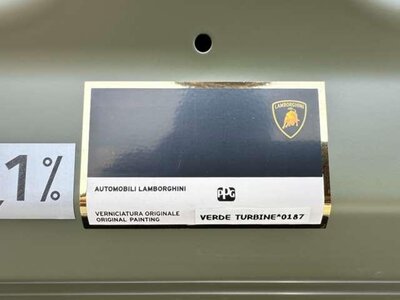 LAMBORGHINI
1%
AUTOMOBILI LAMBORGHINI
PPG
VERNICIATURA ORIGINALE
ORIGINAL PAINTING
VERDE TURBINE*0187